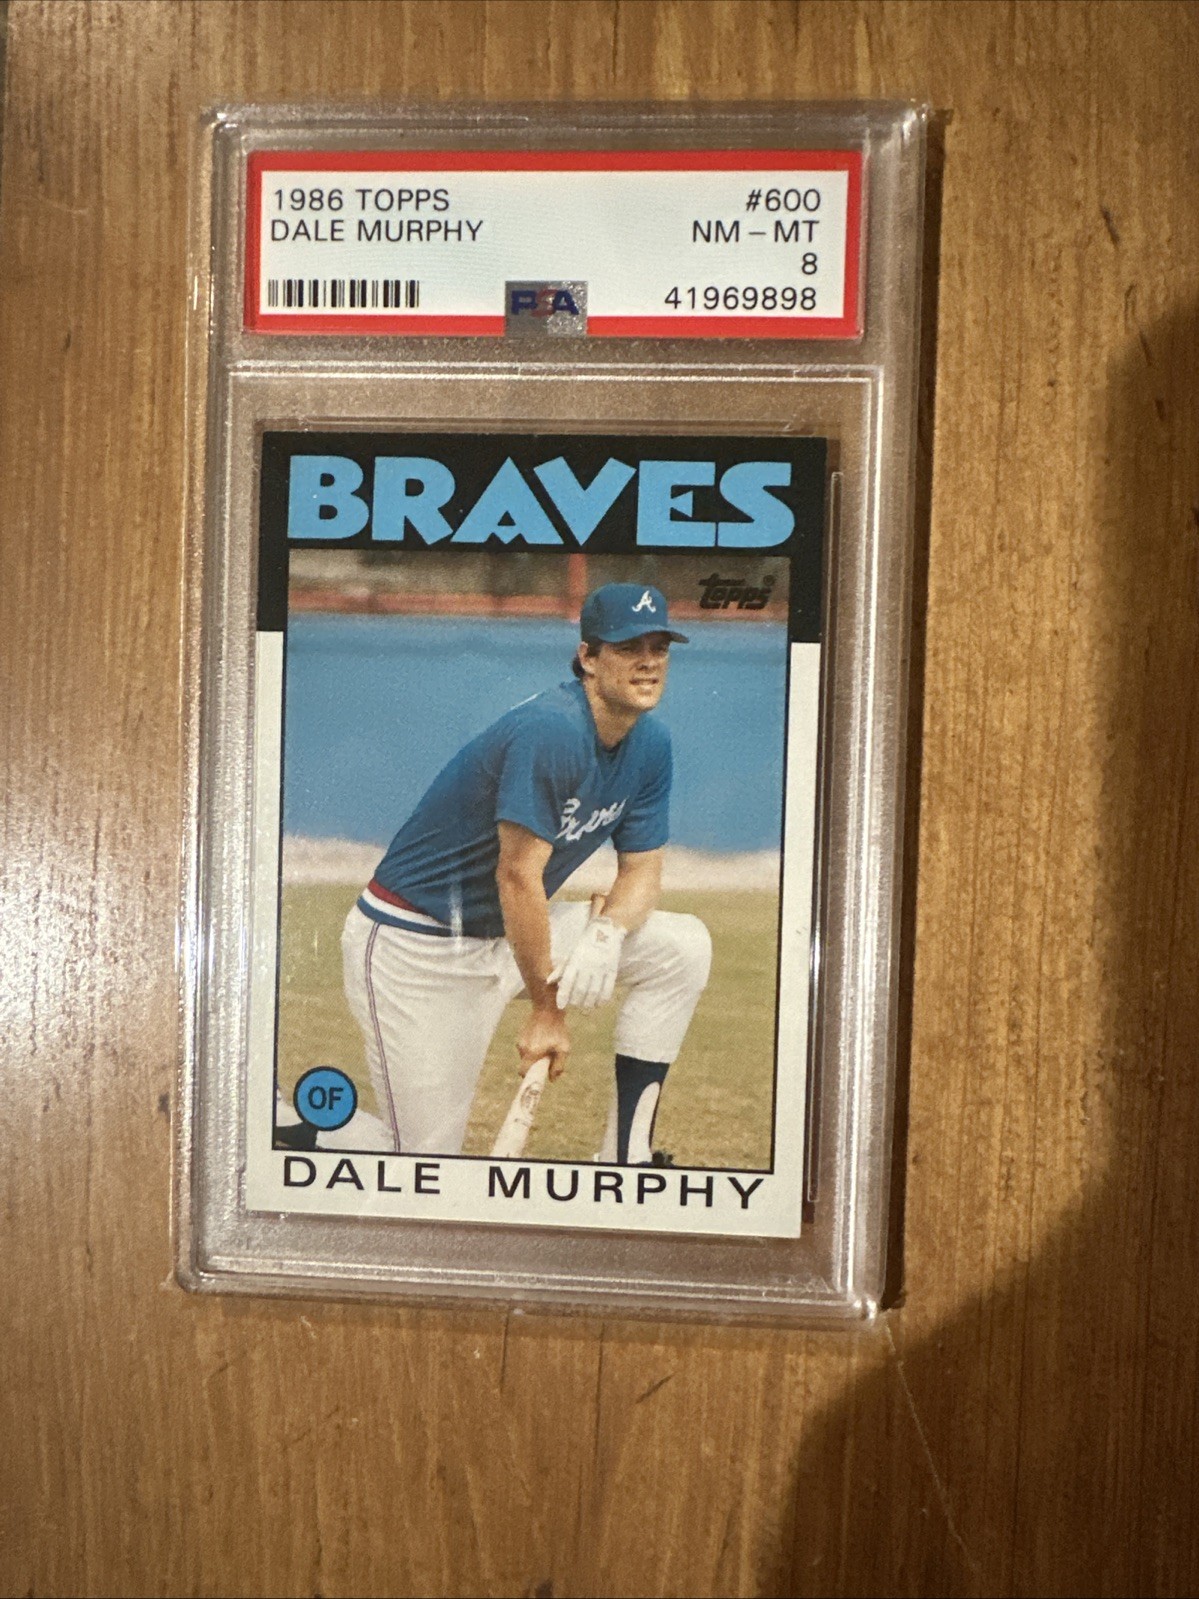 1986 TOPPS #600
DALE MURPHY NM - MT
8
PSA 41969898
BRAVES
topps®
A
Braves
OF
DALE MURPHY